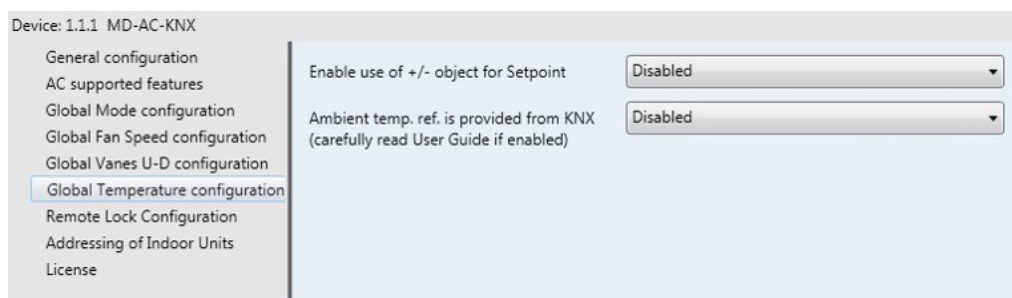 Device: 1.1.1 MD-AC-KNX
General configuration
AC supported features
Global Mode configuration
Global Fan Speed configuration
Global Vanes U-D configuration
Global Temperature configuration
Remote Lock Configuration
Addressing of Indoor Units
License
Enable use of +/- object for Setpoint
Disabled
Ambient temp. ref. is provided from KNX
(carefully read User Guide if enabled)
Disabled